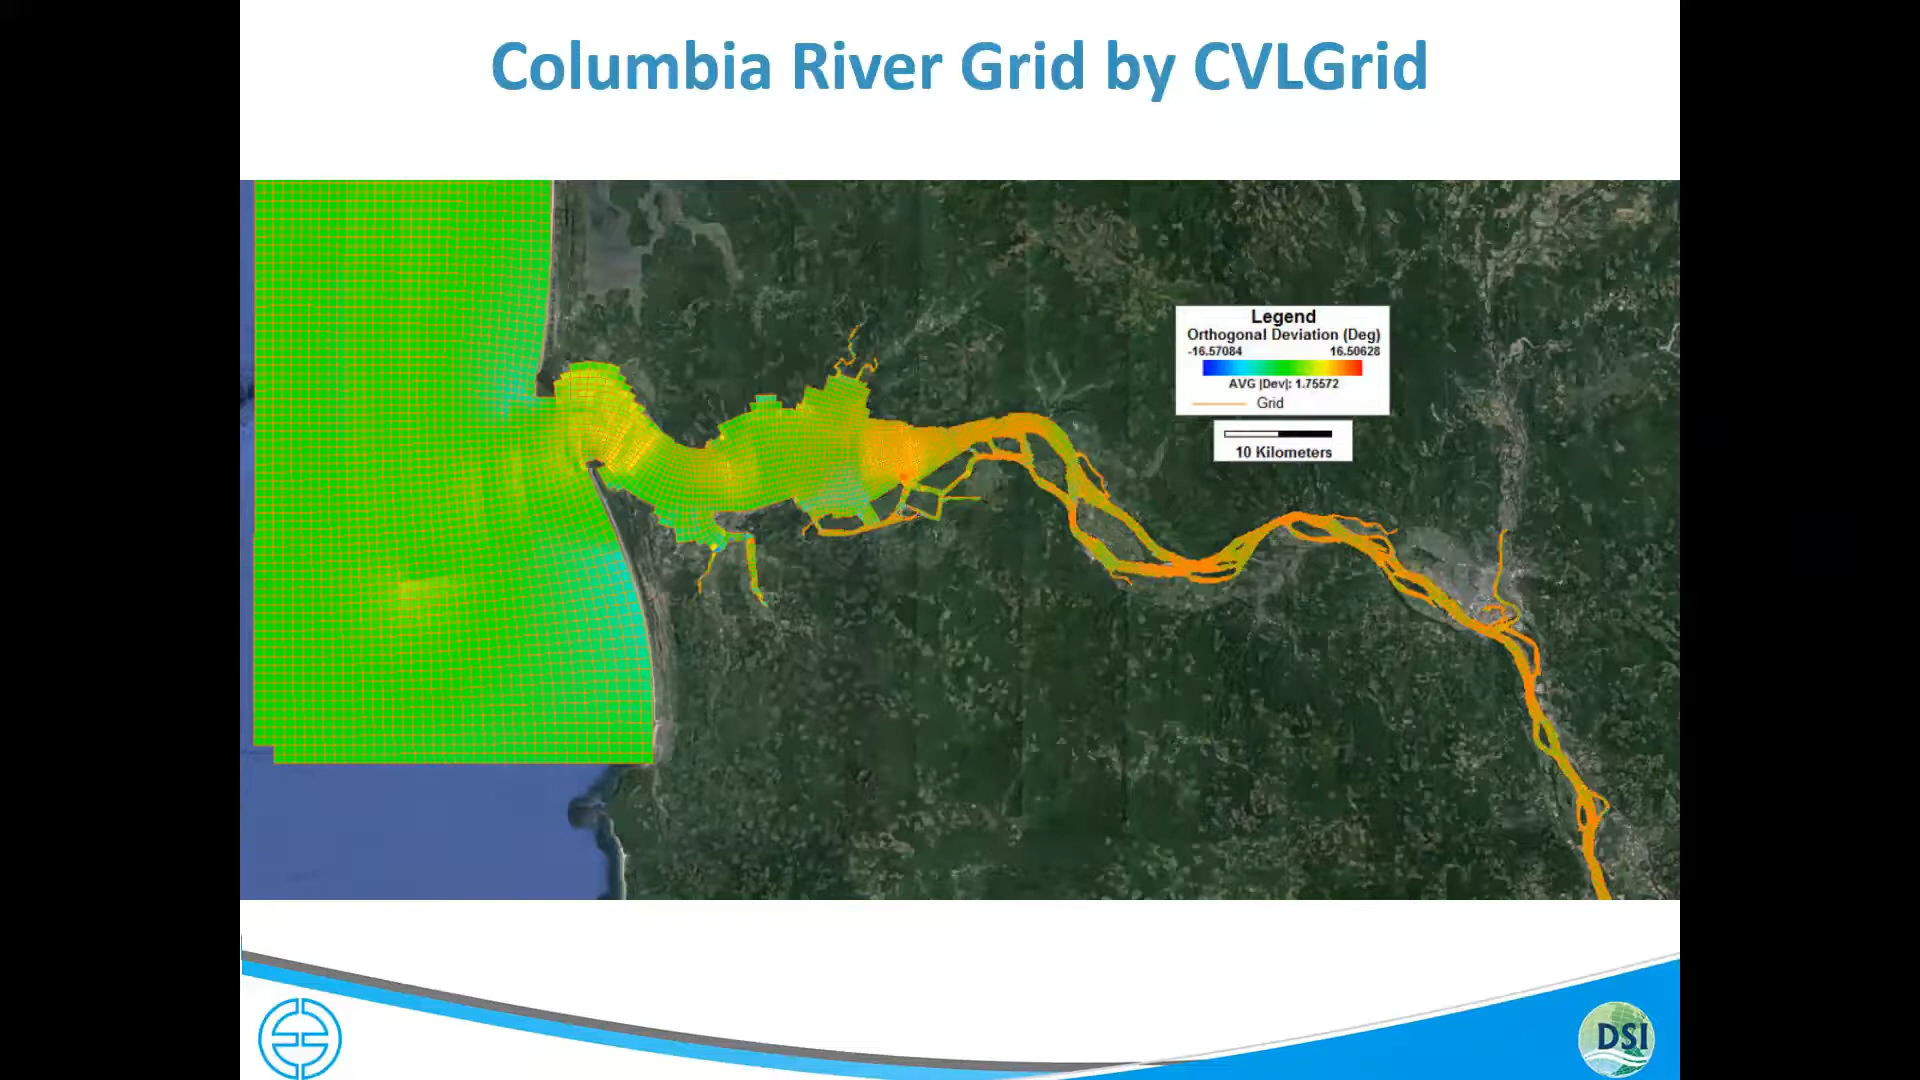 Columbia River Grid by CVLGrid
Legend
Orthogonal Deviation (Deg)
-16.57084 16.50628
AVG |Dev|: 1.75572
Grid
10 Kilometers
DSI